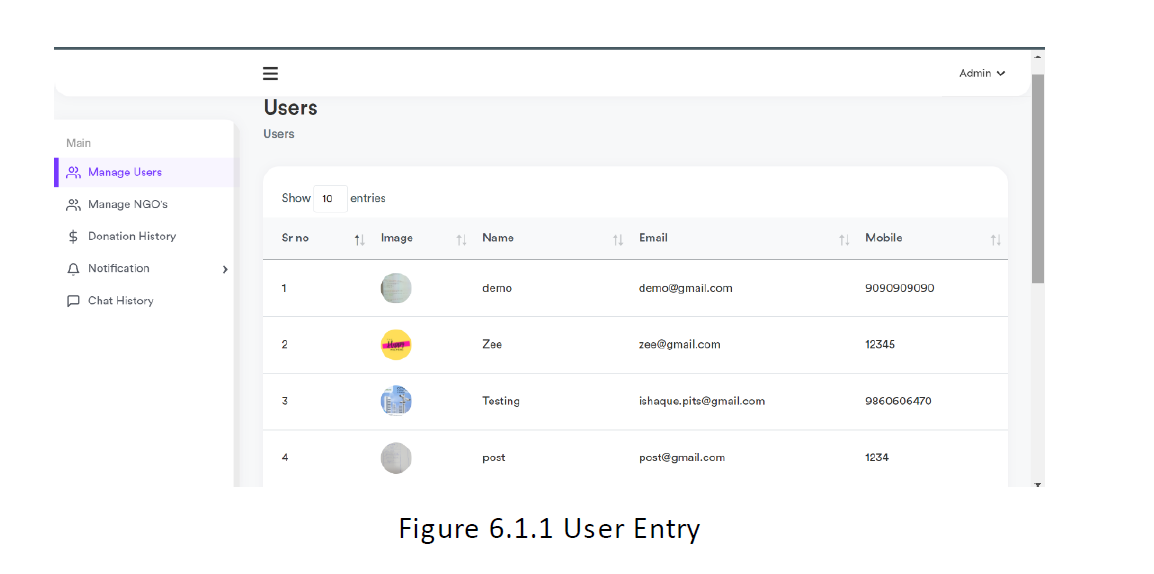 Admin
Users
Users
Main
Manage Users
Manage NGO's
Donation History
Notification
Chat History
Show 10 entries
Sr no Image Name Email Mobile
1 demo demo@gmail.com 9090909090
2 Zee zee@gmail.com 12345
3 Testing ishaque.pits@gmail.com 9860606470
4 post post@gmail.com 1234
Figure 6.1.1 User Entry